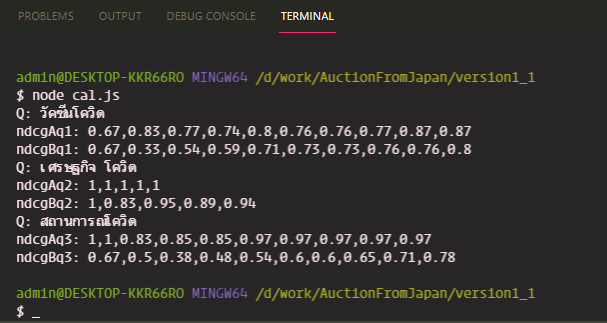 PROBLEMS OUTPUT DEBUG CONSOLE TERMINAL
admin@DESKTOP-KKR66RO MINGW64 /d/work/AuctionFromJapan/version1_1
$ node cal.js
Q: วัคซีนโควิด
ndcgAq1: 0.67,0.83,0.77,0.74,0.8,0.76,0.76,0.77,0.87,0.87
ndcgBq1: 0.67,0.33,0.54,0.59,0.71,0.73,0.73,0.76,0.76,0.8
Q: เศรษฐกิจ โควิด
ndcgAq2: 1,1,1,1,1
ndcgBq2: 1,0.83,0.95,0.89,0.94
Q: สถานการณ์โควิด
ndcgAq3: 1,1,0.83,0.85,0.85,0.97,0.97,0.97,0.97,0.97
ndcgBq3: 0.67,0.5,0.38,0.48,0.54,0.6,0.6,0.65,0.71,0.78
admin@DESKTOP-KKR66RO MINGW64 /d/work/AuctionFromJapan/version1_1
$ _